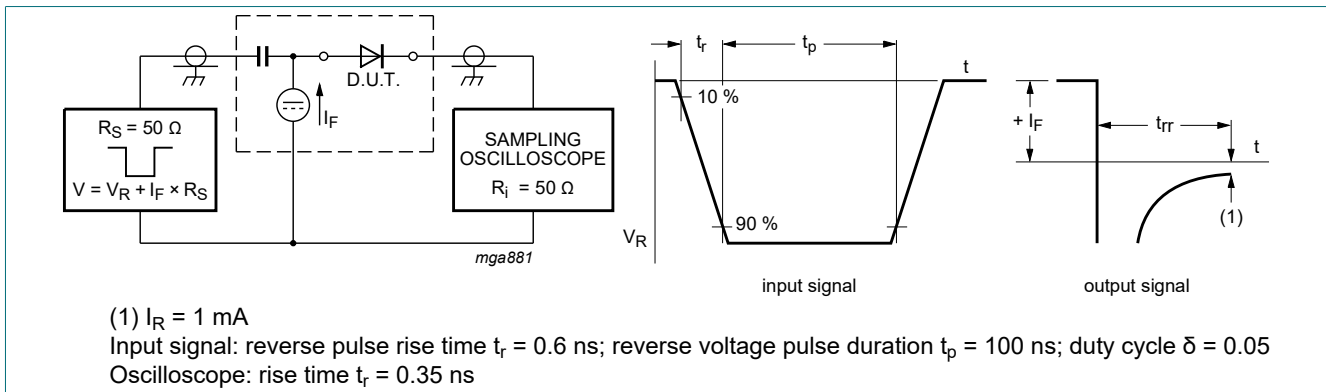 R_S = 50 Ω
V = V_R + I_F × R_S
I_F
D.U.T.
SAMPLING
OSCILLOSCOPE
R_i = 50 Ω
mga881
t_r
t_p
t
10 %
90 %
V_R
input signal
+ I_F
t_rr
t
(1)
output signal
(1) I_R = 1 mA
Input signal: reverse pulse rise time t_r = 0.6 ns; reverse voltage pulse duration t_p = 100 ns; duty cycle δ = 0.05
Oscilloscope: rise time t_r = 0.35 ns